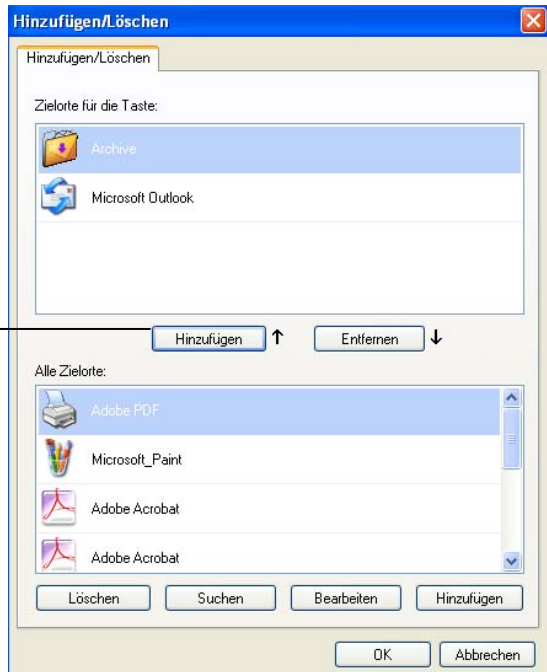 Hinzufügen/Löschen
Hinzufügen/Löschen
Zielorte für die Taste:
Archive
Microsoft Outlook
Hinzufügen ↑ Entfernen ↓
Alle Zielorte:
Adobe PDF
Microsoft_Paint
Adobe Acrobat
Adobe Acrobat
Löschen Suchen Bearbeiten Hinzufügen
OK Abbrechen